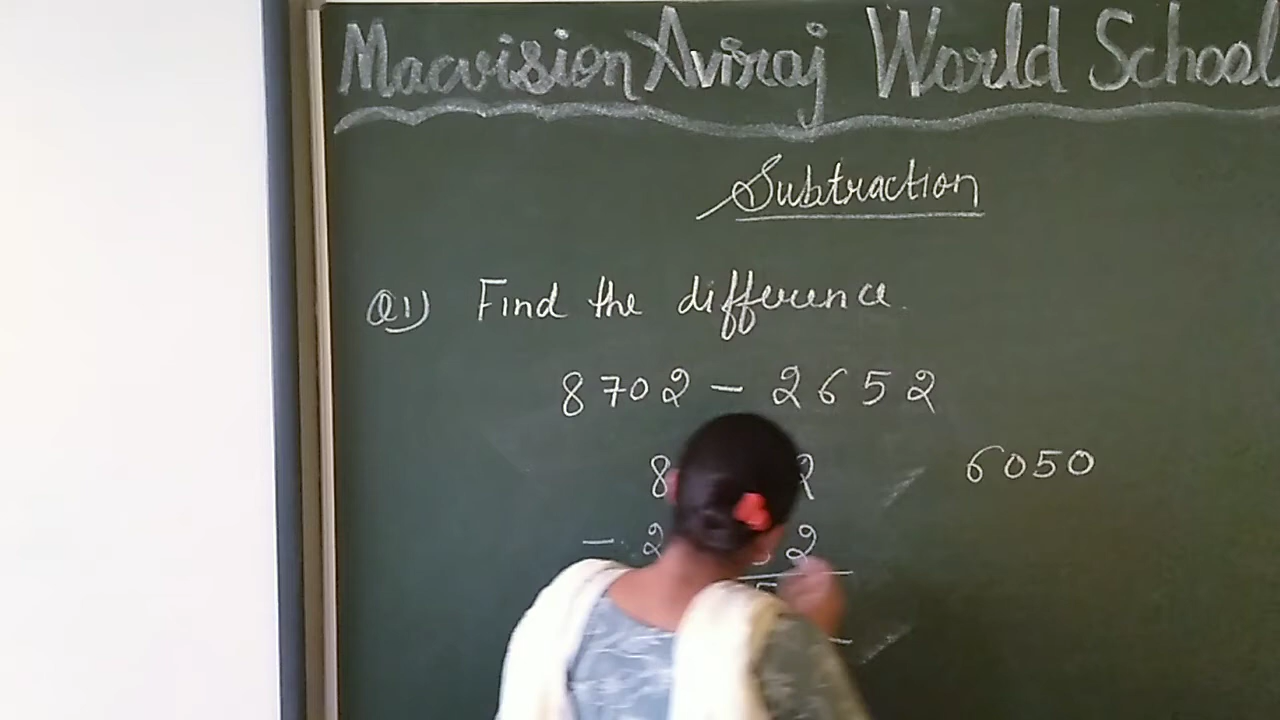 Macvision Aviraj World School
Subtraction
Q1) Find the difference.
8702 - 2652
8 2 6050
- 2 2